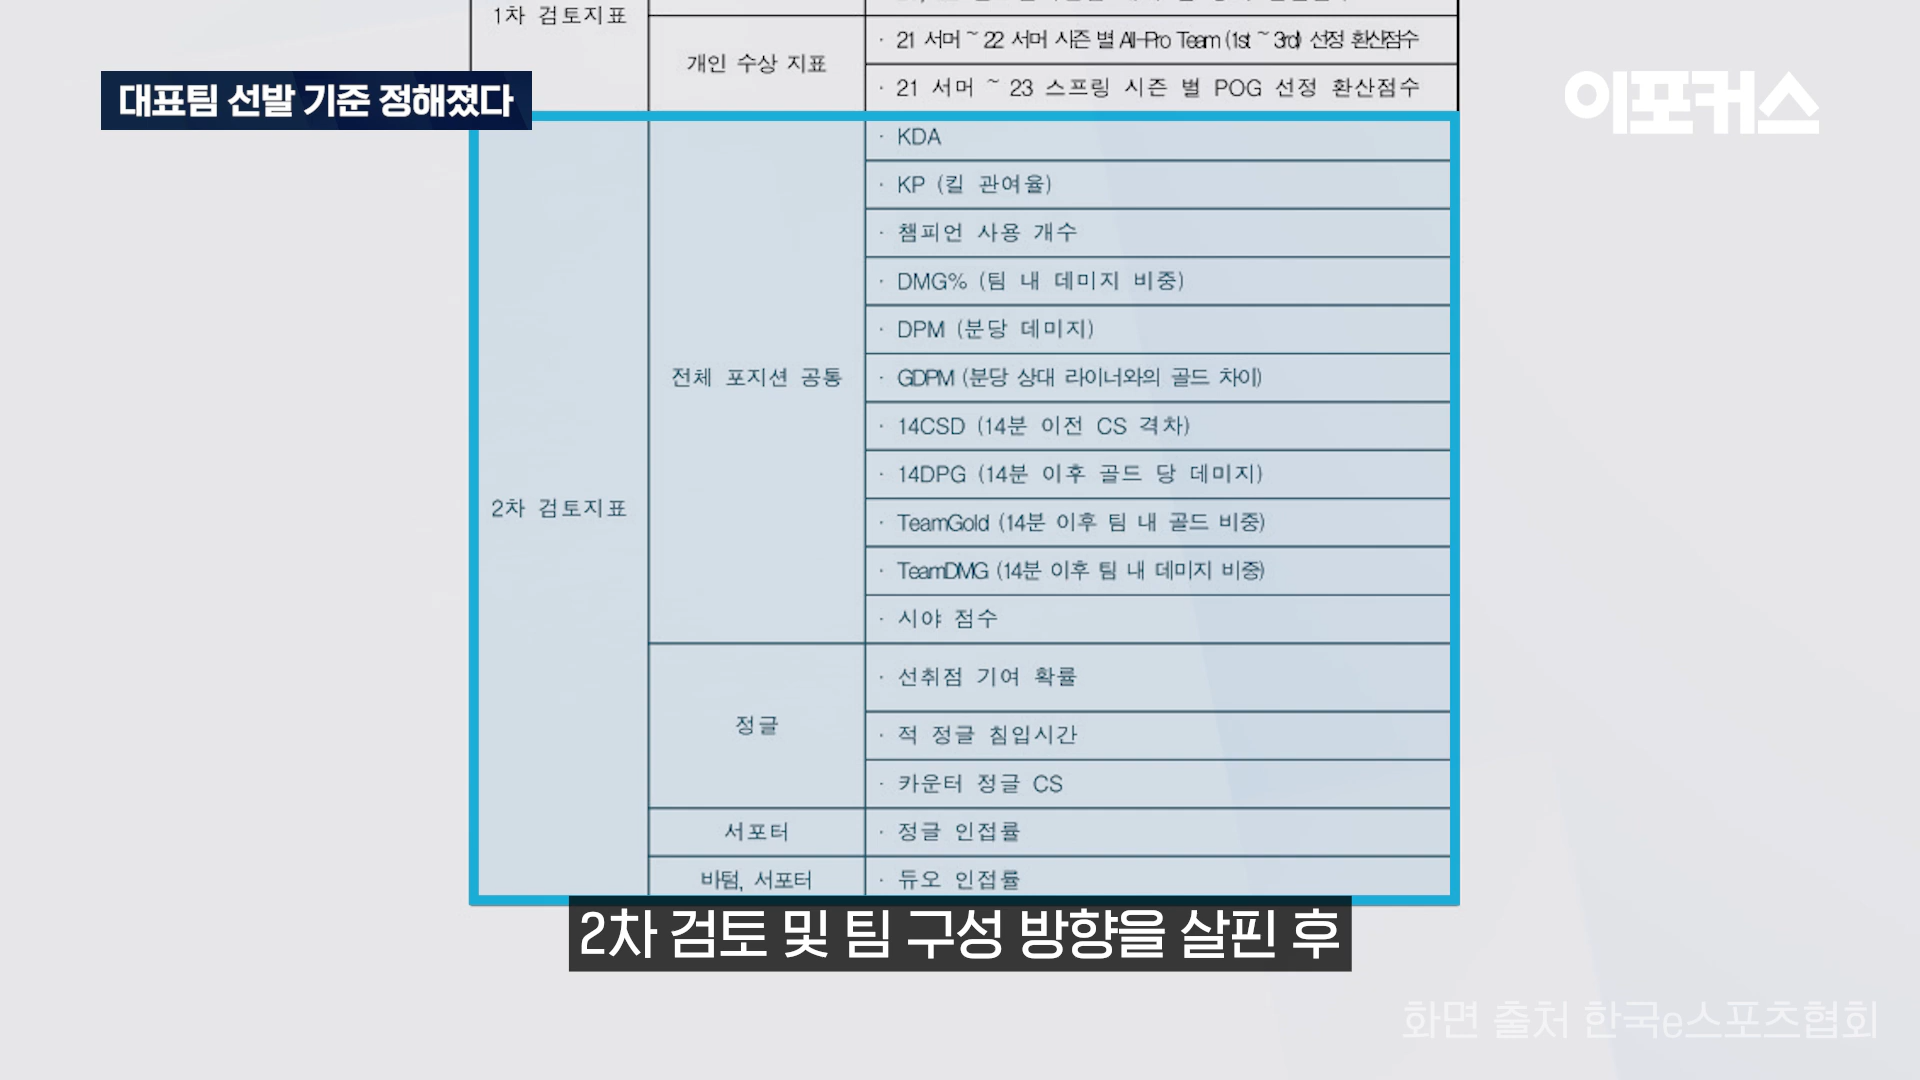 1차 검토지표
개인 수상 지표
· 21 서머 ~ 22 서머 시즌 별 All-Pro Team (1st ~ 3rd) 선정 환산점수
· 21 서머 ~ 23 스프링 시즌 별 POG 선정 환산점수
대표팀 선발 기준 정해졌다
이포커스
2차 검토지표
전체 포지션 공통
· KDA
· KP (킬 관여율)
· 챔피언 사용 개수
· DMG% (팀 내 데미지 비중)
· DPM (분당 데미지)
· GDPM (분당 상대 라이너와의 골드 차이)
· 14CSD (14분 이전 CS 격차)
· 14DPG (14분 이후 골드 당 데미지)
· TeamGold (14분 이후 팀 내 골드 비중)
· TeamDMG (14분 이후 팀 내 데미지 비중)
· 시야 점수
정글
· 선취점 기여 확률
· 적 정글 침입시간
· 카운터 정글 CS
서포터
· 정글 인접률
바텀, 서포터
· 듀오 인접률
2차 검토 및 팀 구성 방향을 살핀 후
화면 출처 한국e스포츠협회